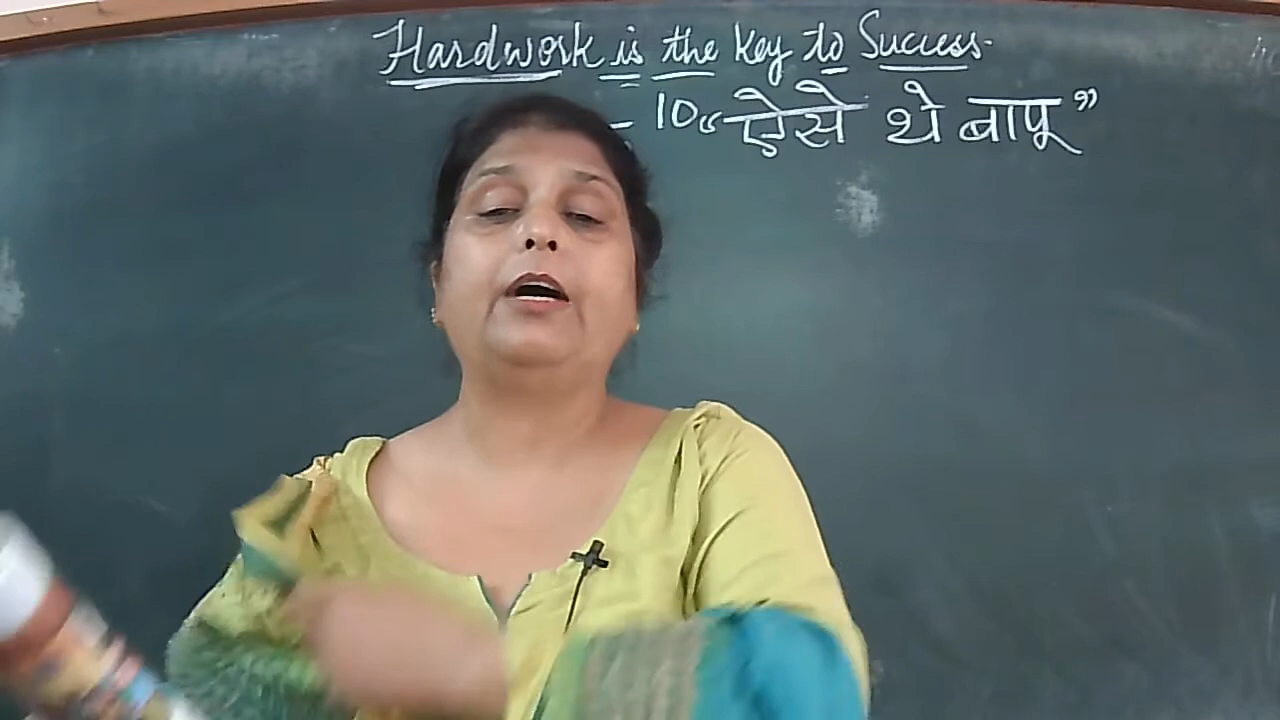 Hardwork is the key to Success.
- 10 "ऐसे थे बापू"